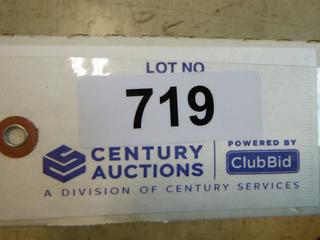 LOT NO
719
CENTURY AUCTIONS
POWERED BY
ClubBid
A DIVISION OF CENTURY SERVICES